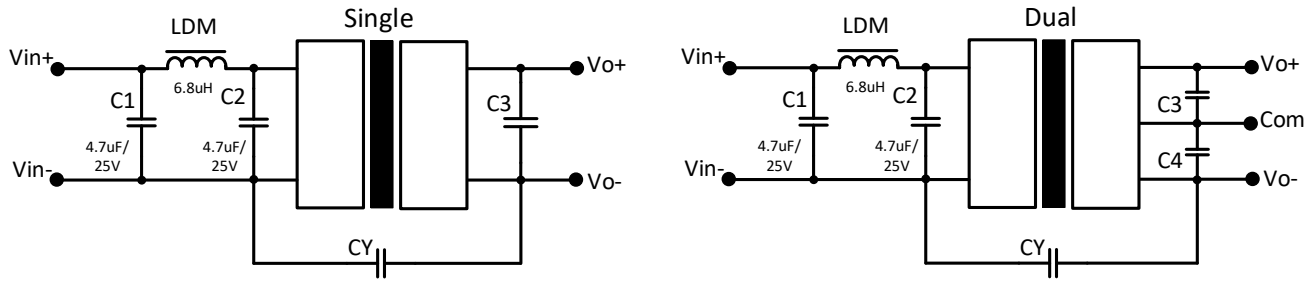 Single
LDM
Vin+
6.8uH
C1
C2
4.7uF/
25V
4.7uF/
25V
Vin-
C3
Vo+
Vo-
CY
Dual
LDM
Vin+
6.8uH
C1
C2
4.7uF/
25V
4.7uF/
25V
Vin-
Vo+
C3
Com
C4
Vo-
CY